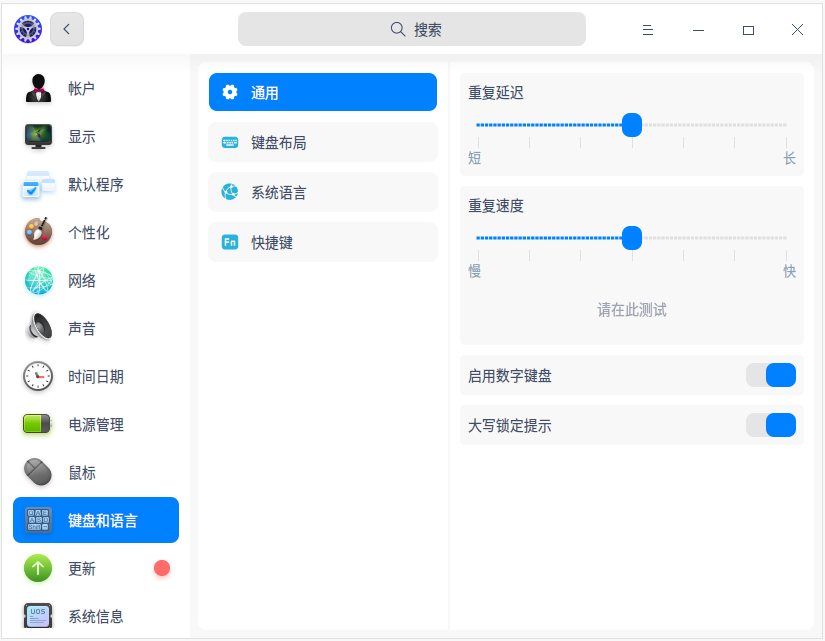 搜索
帐户
显示
默认程序
个性化
网络
声音
时间日期
电源管理
鼠标
键盘和语言
更新
UOS
系统信息
通用
键盘布局
系统语言
Fn
快捷键
重复延迟
短 长
重复速度
慢 快
请在此测试
启用数字键盘
大写锁定提示